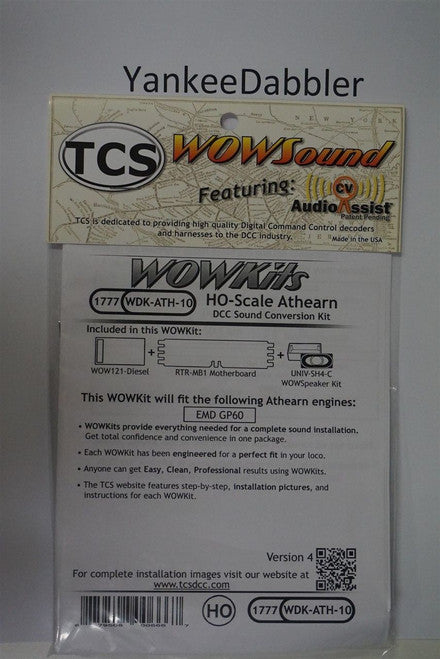 YankeeDabbler
TCS
WOWSound
Featuring:
CV
AudioAssist
Patent Pending
TCS is dedicated to providing high quality Digital Command Control decoders
and harnesses to the DCC industry.
Made in the USA
WOWKits
1777 WDK-ATH-10
HO-Scale Athearn
DCC Sound Conversion Kit
Included in this WOWKit:
+ +
WOW121-Diesel
RTR-MB1 Motherboard
UNIV-SH4-C
WOWSpeaker Kit
This WOWKit will fit the following Athearn engines:
EMD GP60
• WOWKits provide everything needed for a complete sound installation.
Get total confidence and convenience in one package.
• Each WOWKit has been engineered for a perfect fit in your loco.
• Anyone can get Easy, Clean, Professional results using WOWKits.
• The TCS website features step-by-step, installation pictures, and
instructions for each WOWKit.
Version 4
For complete installation images visit our website at
www.tcsdcc.com
HO
1777 WDK-ATH-10